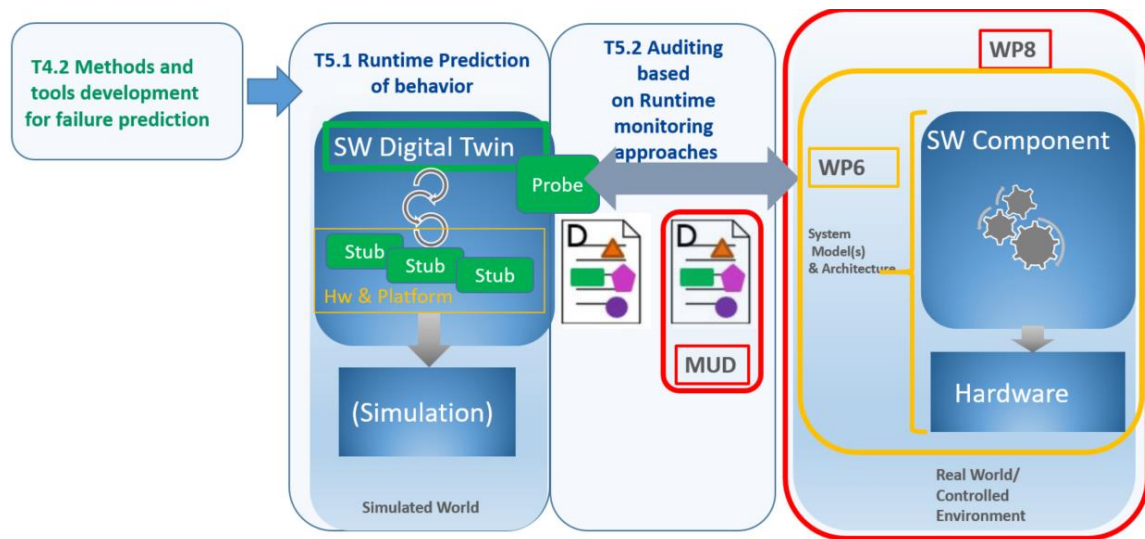 T4.2 Methods and
tools development
for failure prediction
T5.1 Runtime Prediction
of behavior
SW Digital Twin
Probe
Stub
Stub
Stub
Hw & Platform
(Simulation)
Simulated World
T5.2 Auditing
based
on Runtime
monitoring
approaches
D
D
MUD
WP8
WP6
System
Model(s)
& Architecture
SW Component
Hardware
Real World/
Controlled
Environment